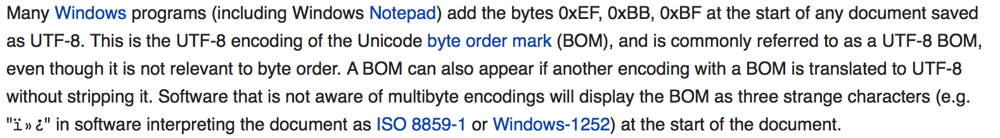 Many Windows programs (including Windows Notepad) add the bytes 0xEF, 0xBB, 0xBF at the start of any document saved
as UTF-8. This is the UTF-8 encoding of the Unicode byte order mark (BOM), and is commonly referred to as a UTF-8 BOM,
even though it is not relevant to byte order. A BOM can also appear if another encoding with a BOM is translated to UTF-8
without stripping it. Software that is not aware of multibyte encodings will display the BOM as three strange characters (e.g.
"ï»¿" in software interpreting the document as ISO 8859-1 or Windows-1252) at the start of the document.